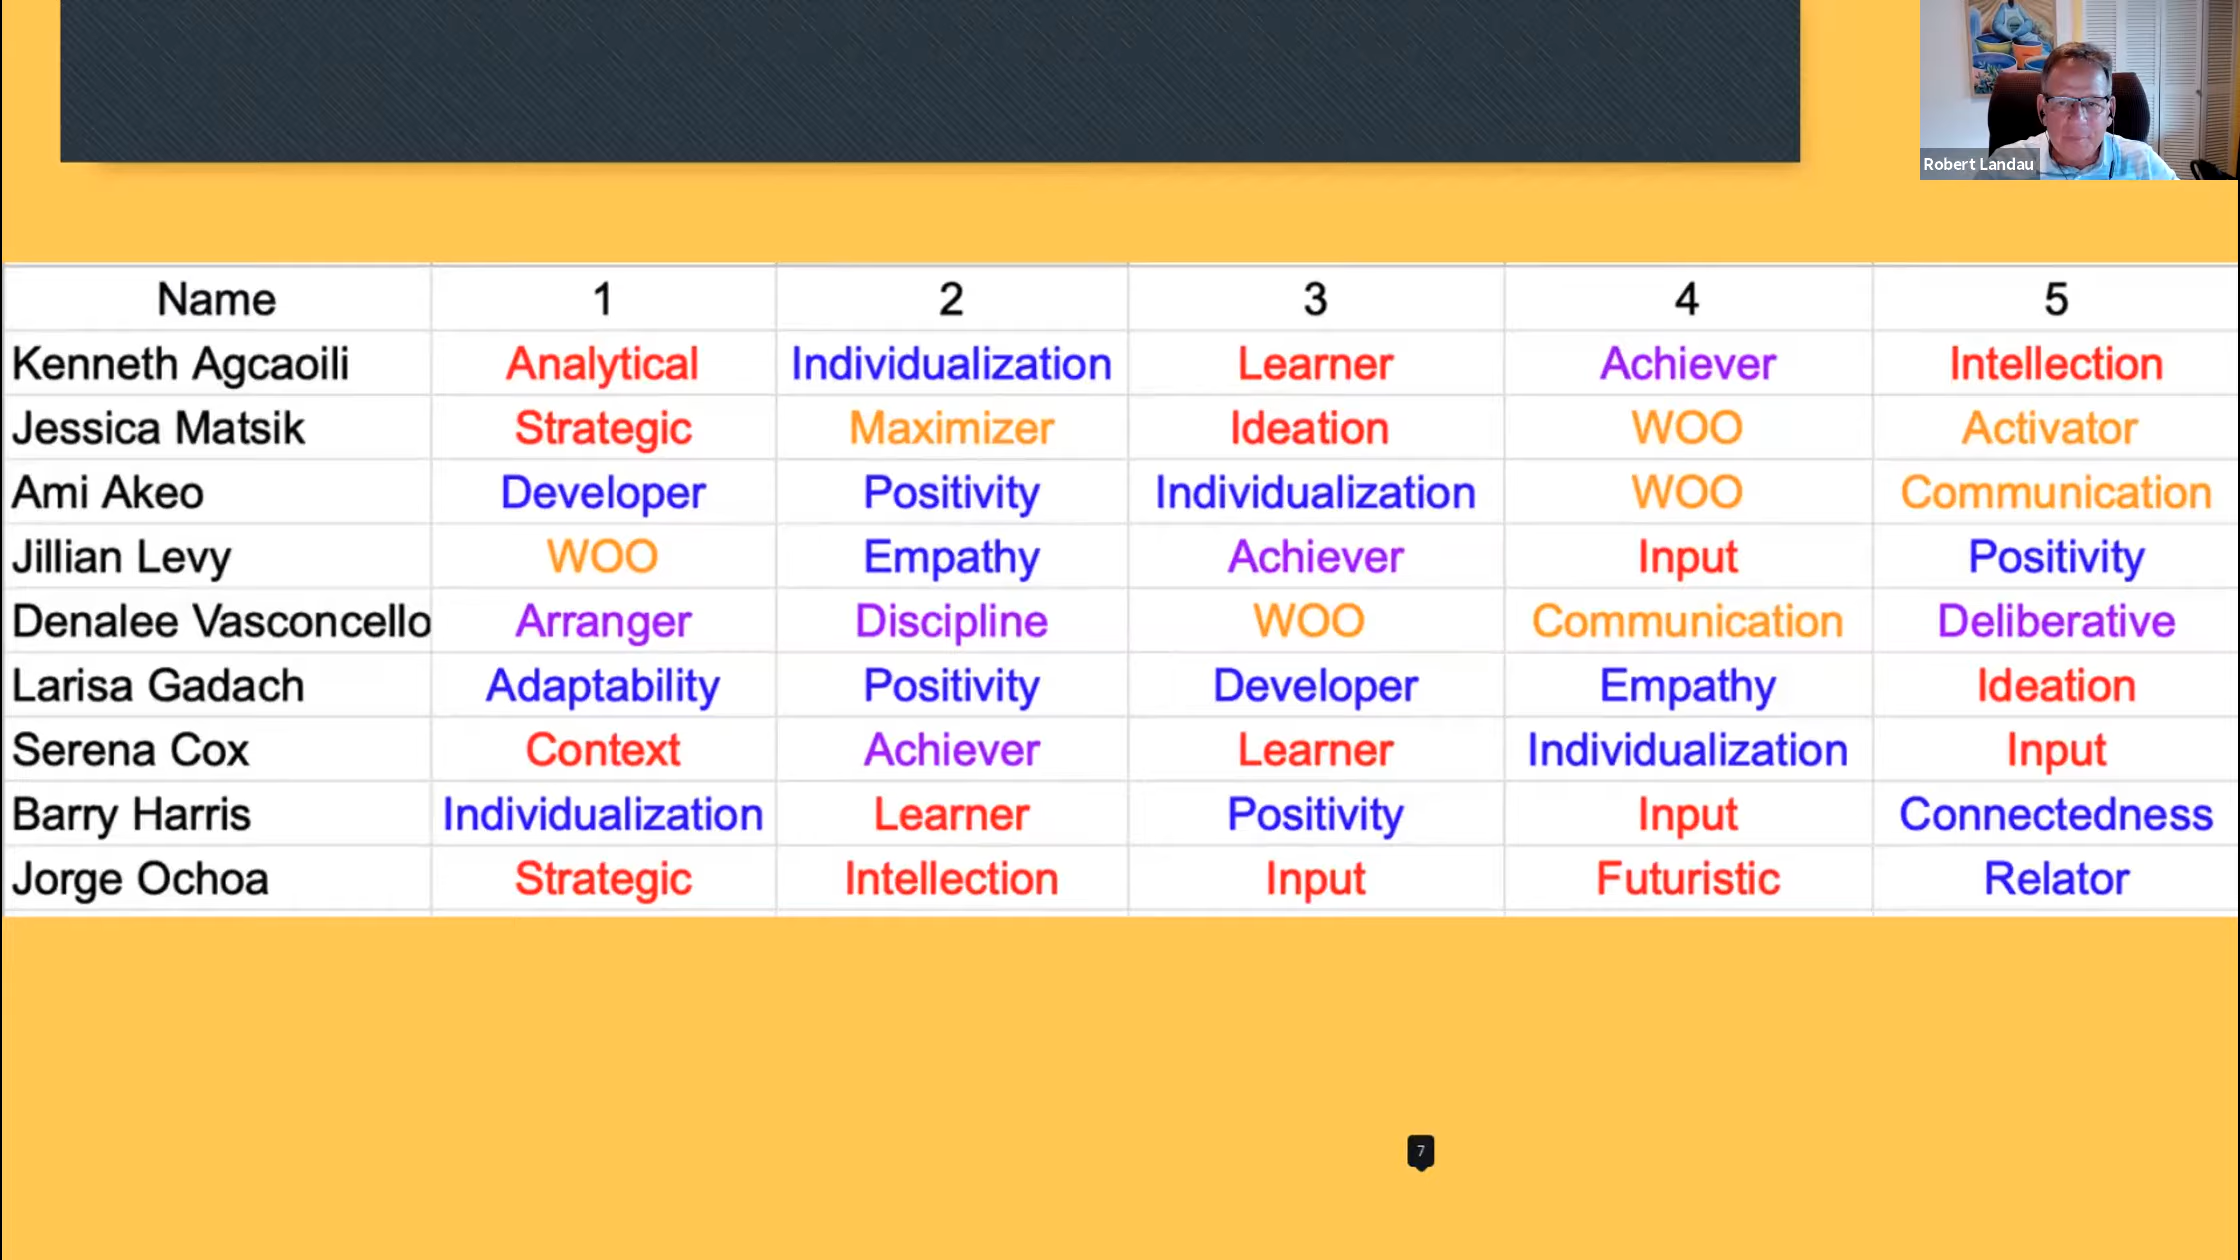 Robert Landau
Name 1 2 3 4 5
Kenneth Agcaoili Analytical Individualization Learner Achiever Intellection
Jessica Matsik Strategic Maximizer Ideation WOO Activator
Ami Akeo Developer Positivity Individualization WOO Communication
Jillian Levy WOO Empathy Achiever Input Positivity
Denalee Vasconcello Arranger Discipline WOO Communication Deliberative
Larisa Gadach Adaptability Positivity Developer Empathy Ideation
Serena Cox Context Achiever Learner Individualization Input
Barry Harris Individualization Learner Positivity Input Connectedness
Jorge Ochoa Strategic Intellection Input Futuristic Relator
7